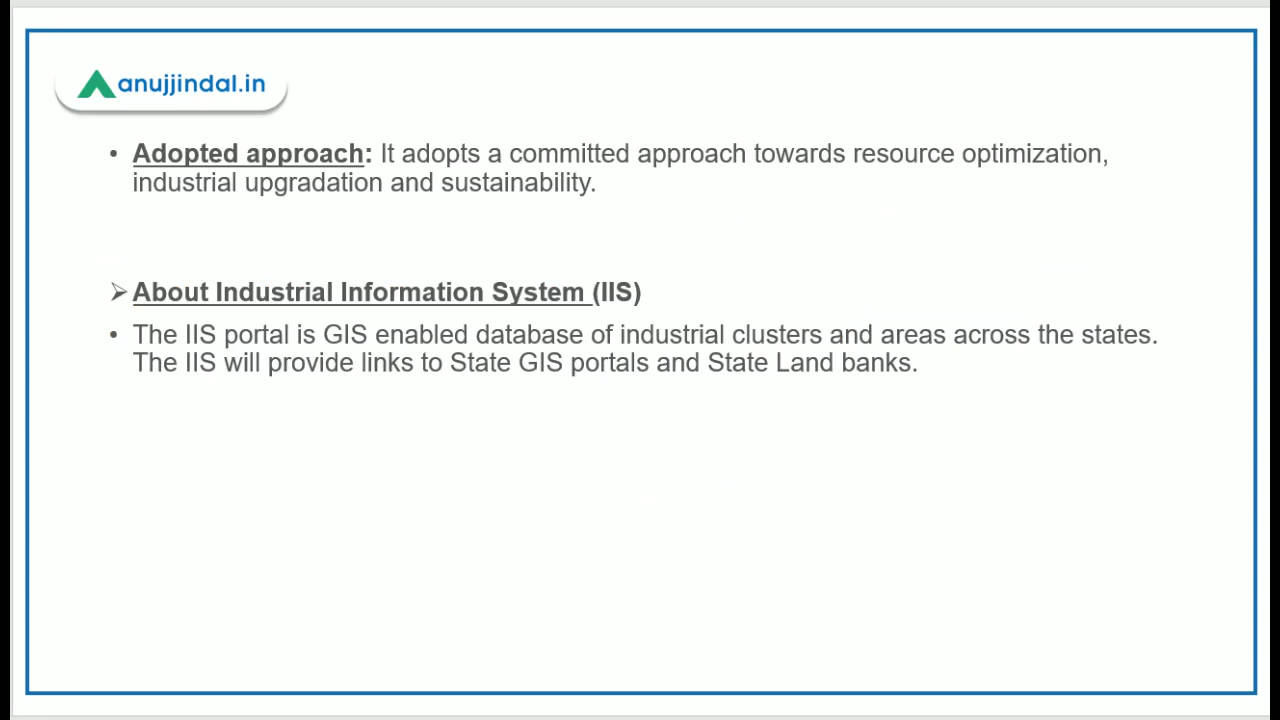 anujjindal.in
• Adopted approach: It adopts a committed approach towards resource optimization,
industrial upgradation and sustainability.
➢ About Industrial Information System (IIS)
• The IIS portal is GIS enabled database of industrial clusters and areas across the states.
The IIS will provide links to State GIS portals and State Land banks.